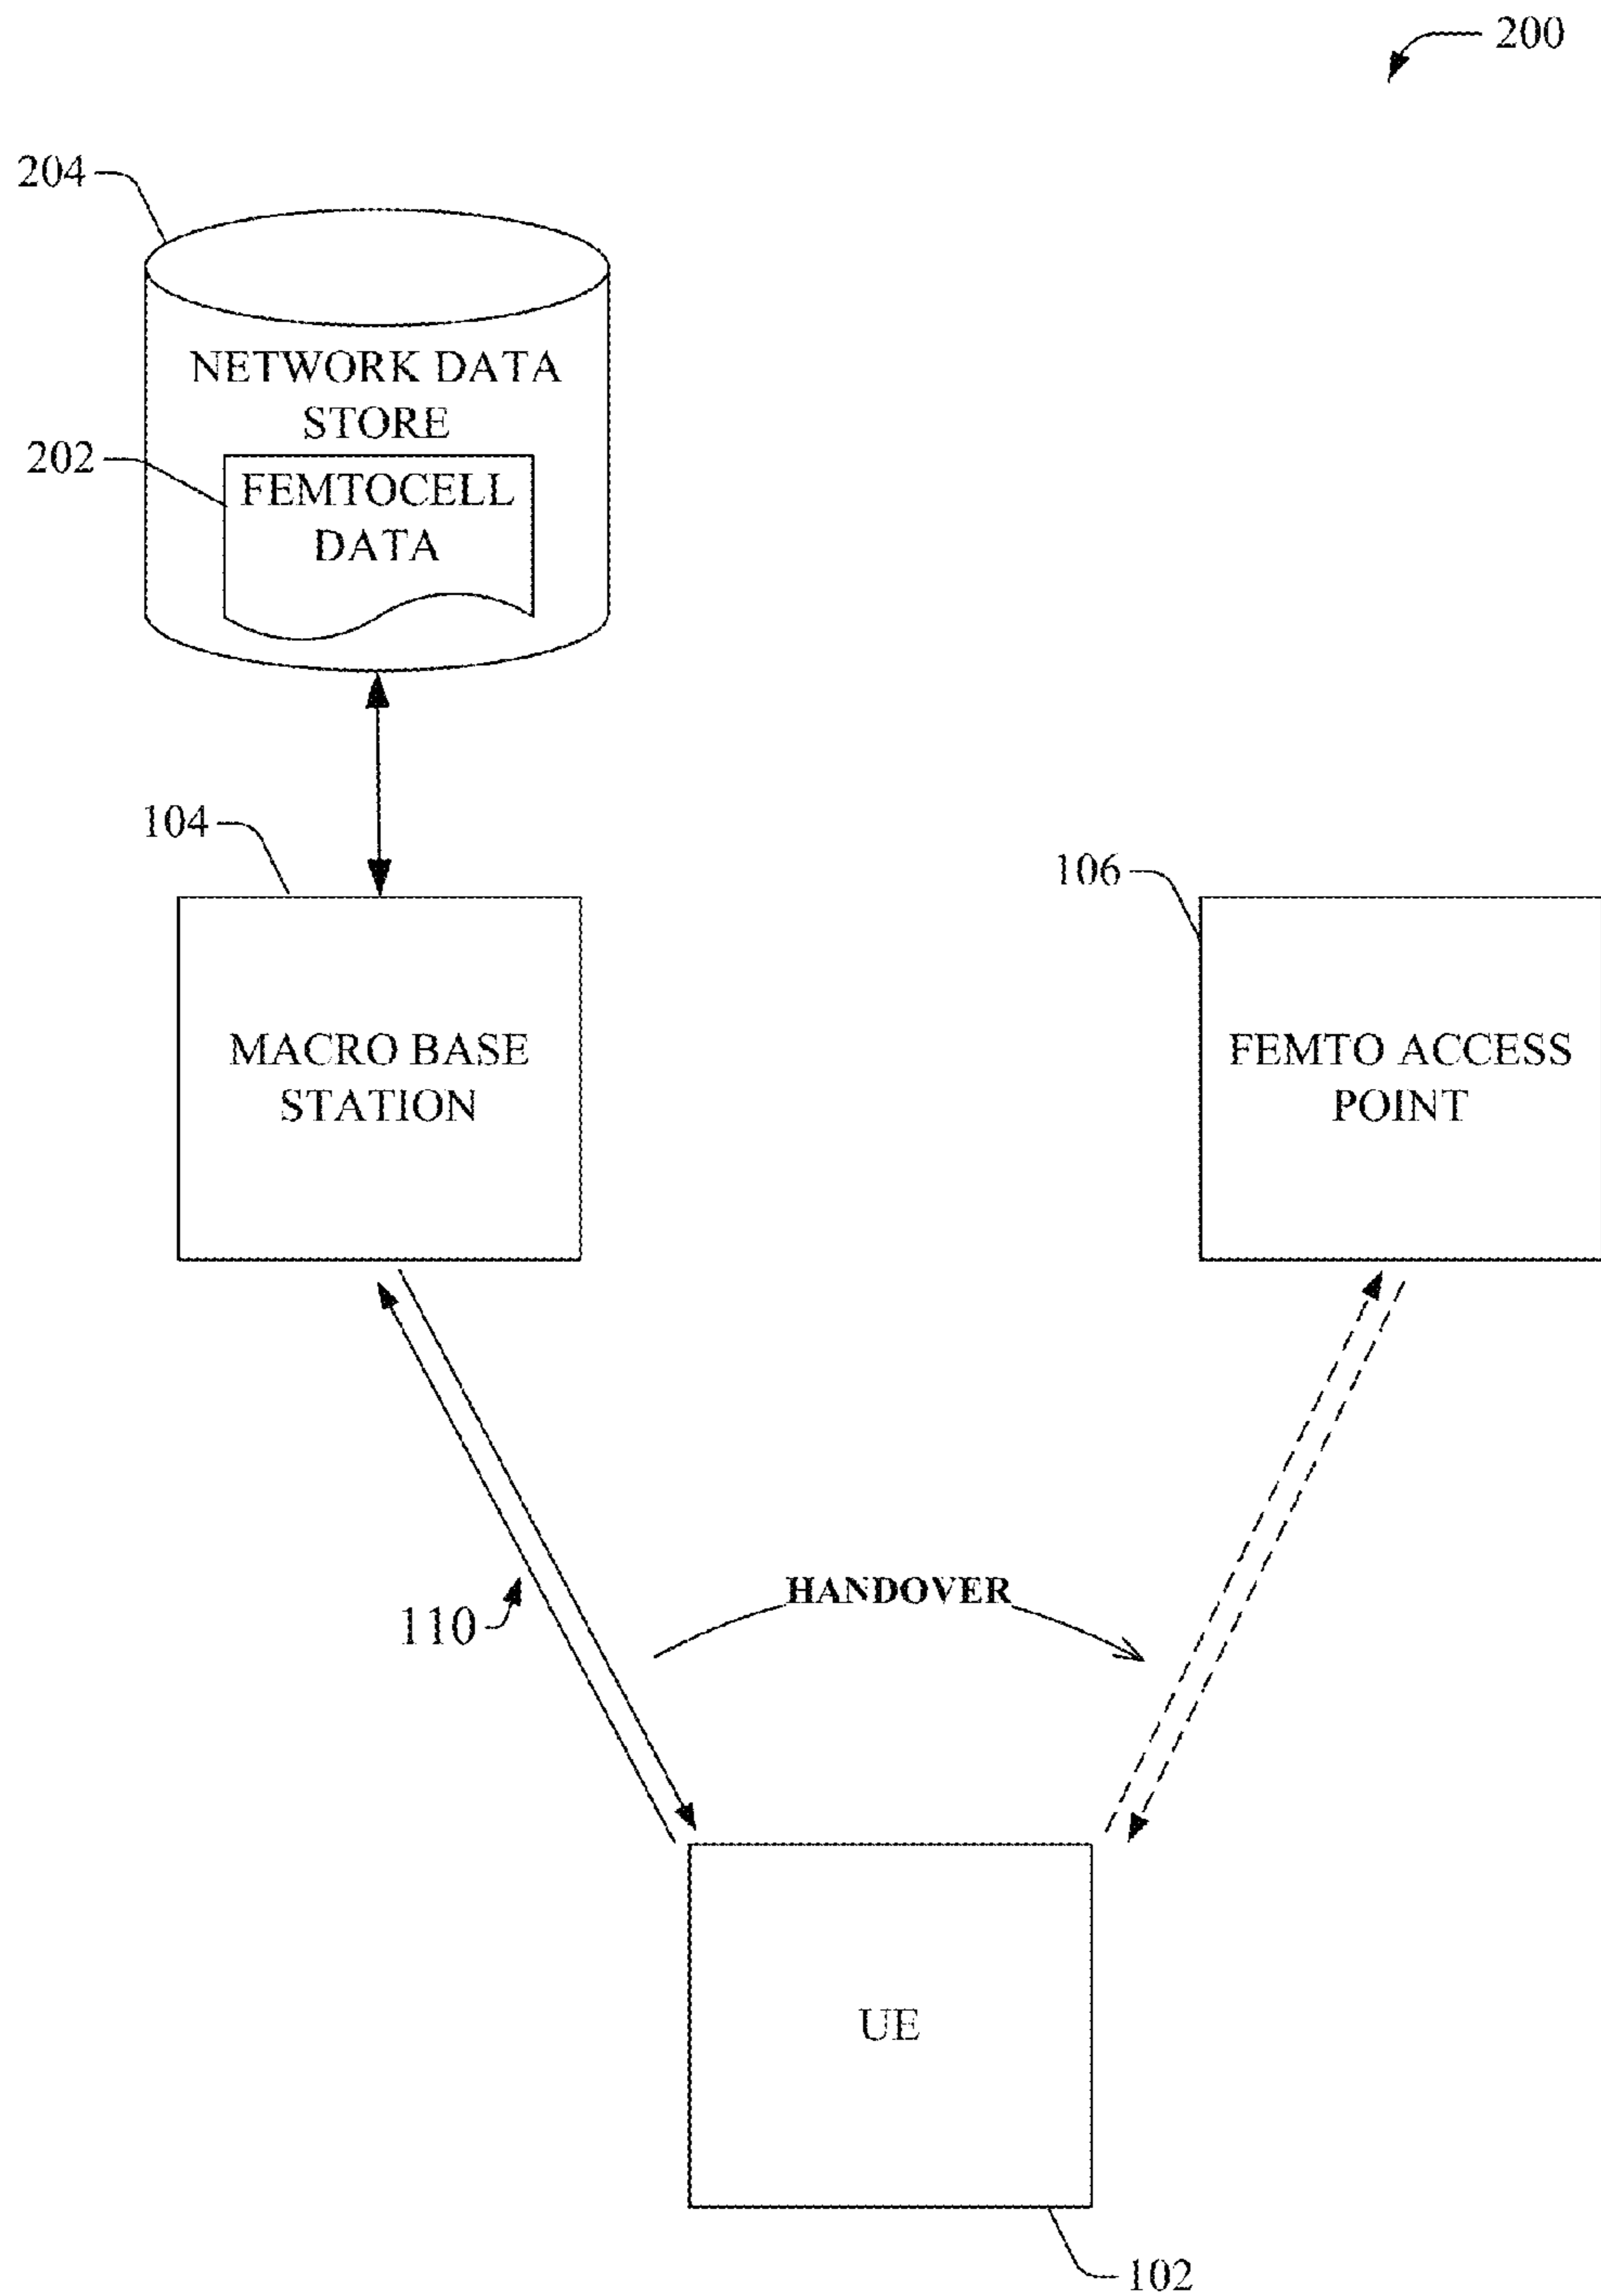 200
204
NETWORK DATA
STORE
202
FEMTOCELL
DATA
104
106
MACRO BASE
STATION
FEMTO ACCESS
POINT
HANDOVER
110
UE
102